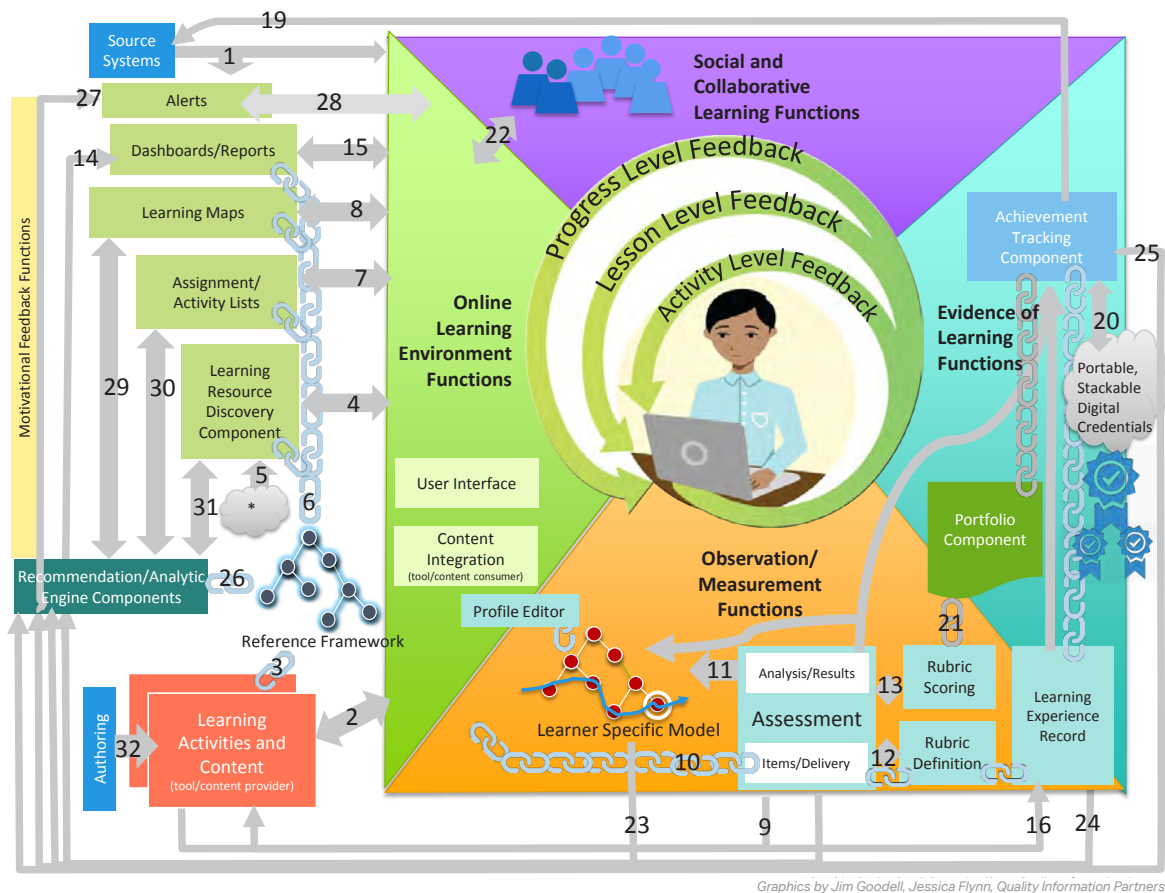 19
Source
Systems
1
27
Alerts
28
14
Dashboards/Reports
15
Learning Maps
8
7
Assignment/
Activity Lists
29
30
Learning
Resource
Discovery
Component
4
31
5
*
6
Motivational Feedback Functions
Recommendation/Analytic
Engine Components
26
Reference Framework
3
Authoring
32
Learning
Activities and
Content
(tool/content provider)
2
22
Social and
Collaborative
Learning Functions
Progress Level Feedback
Lesson Level Feedback
Activity Level Feedback
Online
Learning
Environment
Functions
User Interface
Content
Integration
(tool/content consumer)
Profile Editor
Observation/
Measurement
Functions
Learner Specific Model
11
Analysis/Results
Assessment
Items/Delivery
10
13
12
Rubric
Scoring
Rubric
Definition
21
Portfolio
Component
Learning
Experience
Record
Evidence of
Learning
Functions
Achievement
Tracking
Component
25
20
Portable,
Stackable
Digital
Credentials
23
9
16
24
Graphics by Jim Goodell, Jessica Flynn, Quality Information Partners